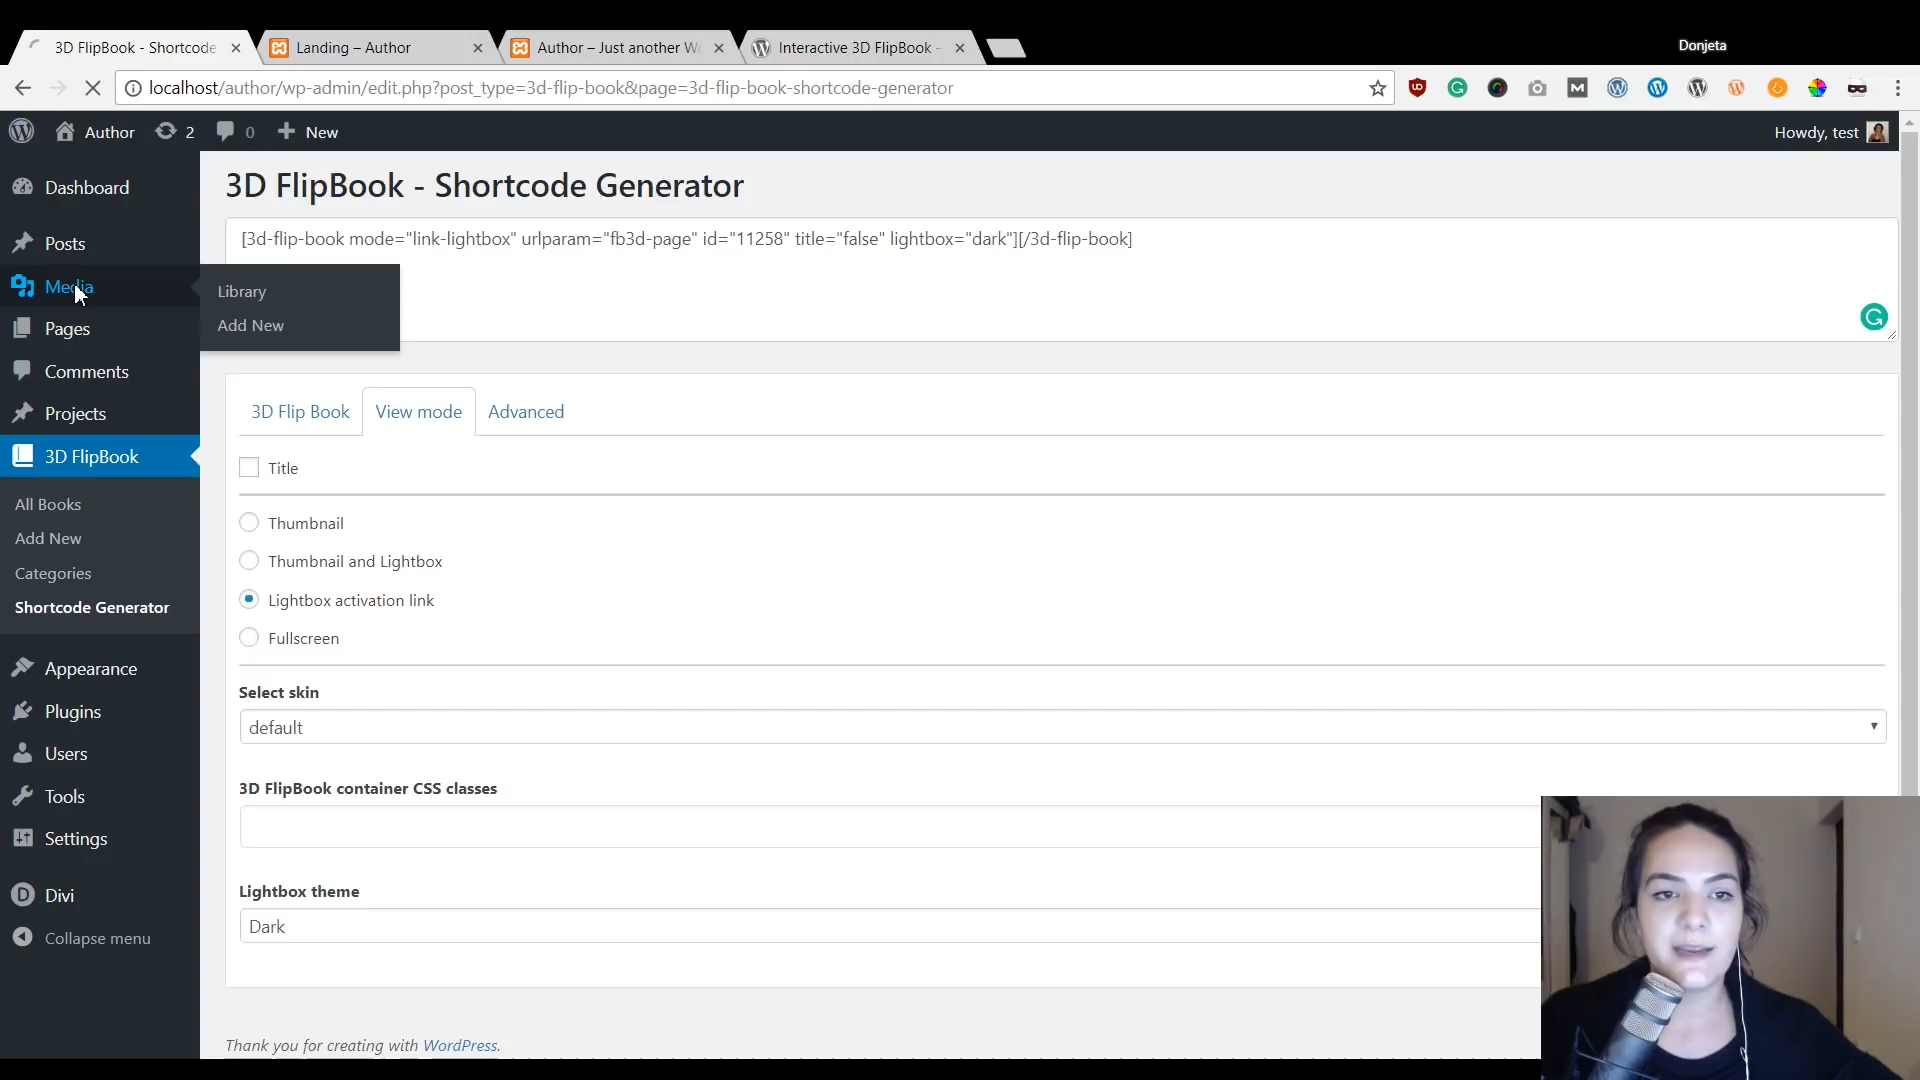 3D FlipBook - Shortcode
Landing – Author
Author – Just another W
Interactive 3D FlipBook -
Donjeta
localhost/author/wp-admin/edit.php?post_type=3d-flip-book&page=3d-flip-book-shortcode-generator
Author
2
0
New
Howdy, test
Dashboard
Posts
Media
Pages
Comments
Projects
3D FlipBook
All Books
Add New
Categories
Shortcode Generator
Appearance
Plugins
Users
Tools
Settings
Divi
Collapse menu
Library
Add New
3D FlipBook - Shortcode Generator
[3d-flip-book mode="link-lightbox" urlparam="fb3d-page" id="11258" title="false" lightbox="dark"][/3d-flip-book]
3D Flip Book
View mode
Advanced
Title
Thumbnail
Thumbnail and Lightbox
Lightbox activation link
Fullscreen
Select skin
default
3D FlipBook container CSS classes
Lightbox theme
Dark
Thank you for creating with WordPress.